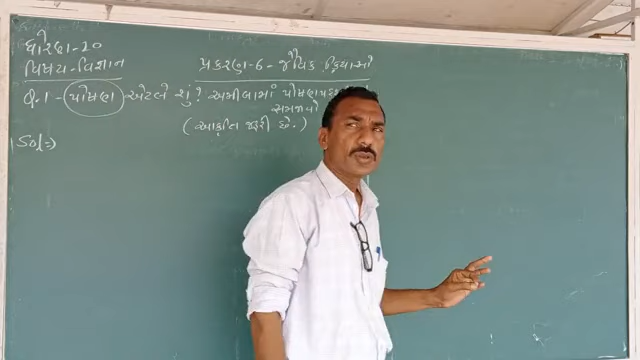 ધોરણ-10
વિષય-વિજ્ઞાન
પ્રકરણ-6-જૈવિક ક્રિયાઓ
Q.1 - પોષણ એટલે શું? અમીબામાં પોષણ
સમજાવો
(આકૃતિ જરૂરી છે.)
Sol(=)